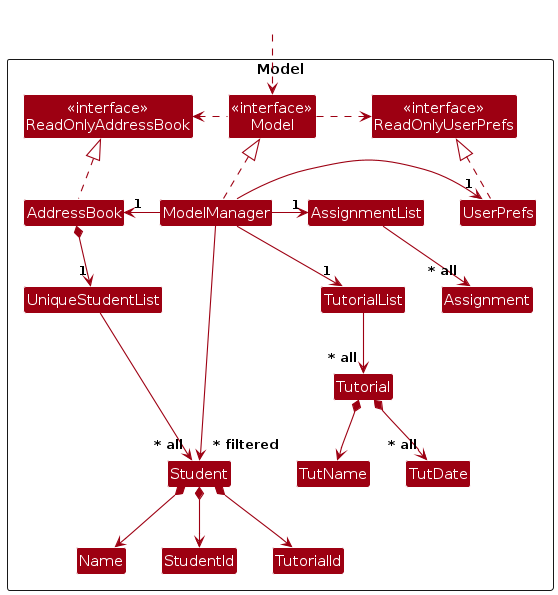 Model
«interface»
ReadOnlyAddressBook
«interface»
Model
«interface»
ReadOnlyUserPrefs
1
1
1
AddressBook
ModelManager
AssignmentList
UserPrefs
1
1
* all
UniqueStudentList
TutorialList
Assignment
* all
Tutorial
* all
* filtered
* all
Student
TutName
TutDate
Name
StudentId
TutorialId